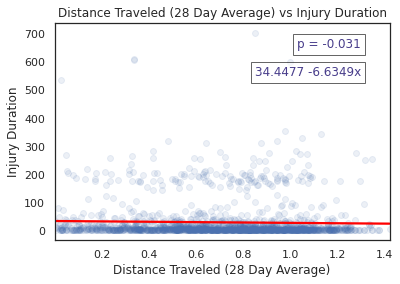 Distance Traveled (28 Day Average) vs Injury Duration
700
600
500
400
300
200
100
0
Injury Duration
p = -0.031
34.4477 -6.6349x
0.2 0.4 0.6 0.8 1.0 1.2 1.4
Distance Traveled (28 Day Average)